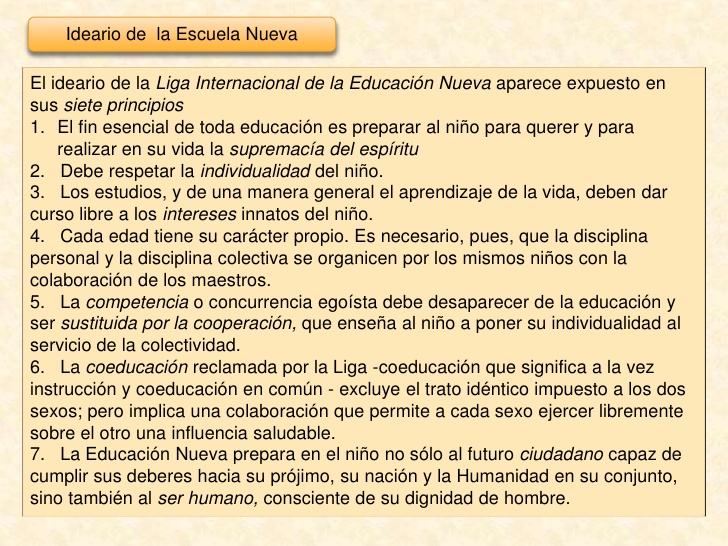 Ideario de  la Escuela Nueva
El ideario de la Liga Internacional de la Educación Nueva aparece expuesto en
sus siete principios
1. El fin esencial de toda educación es preparar al niño para querer y para
realizar en su vida la supremacía del espíritu
2. Debe respetar la individualidad del niño.
3. Los estudios, y de una manera general el aprendizaje de la vida, deben dar
curso libre a los intereses innatos del niño.
4. Cada edad tiene su carácter propio. Es necesario, pues, que la disciplina
personal y la disciplina colectiva se organicen por los mismos niños con la
colaboración de los maestros.
5. La competencia o concurrencia egoísta debe desaparecer de la educación y
ser sustituida por la cooperación, que enseña al niño a poner su individualidad al
servicio de la colectividad.
6. La coeducación reclamada por la Liga -coeducación que significa a la vez
instrucción y coeducación en común - excluye el trato idéntico impuesto a los dos
sexos; pero implica una colaboración que permite a cada sexo ejercer libremente
sobre el otro una influencia saludable.
7. La Educación Nueva prepara en el niño no sólo al futuro ciudadano capaz de
cumplir sus deberes hacia su prójimo, su nación y la Humanidad en su conjunto,
sino también al ser humano, consciente de su dignidad de hombre.